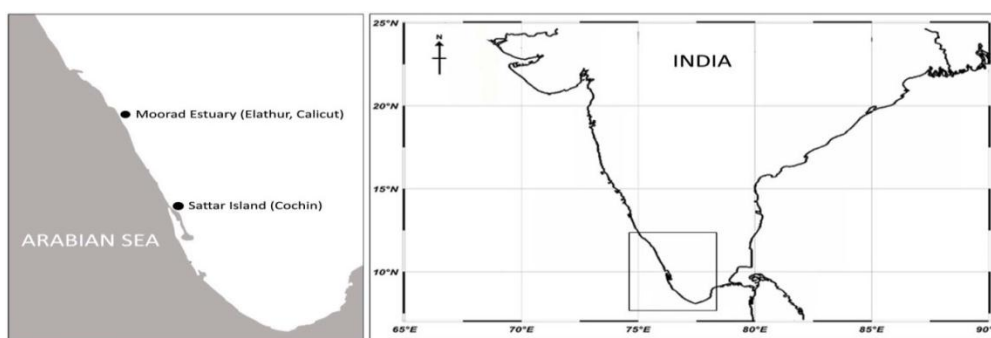 Moorad Estuary (Elathur, Calicut)
Sattar Island (Cochin)
ARABIAN SEA
25°N
N
INDIA
20°N
15°N
10°N
65°E 70°E 75°E 80°E 85°E 90°